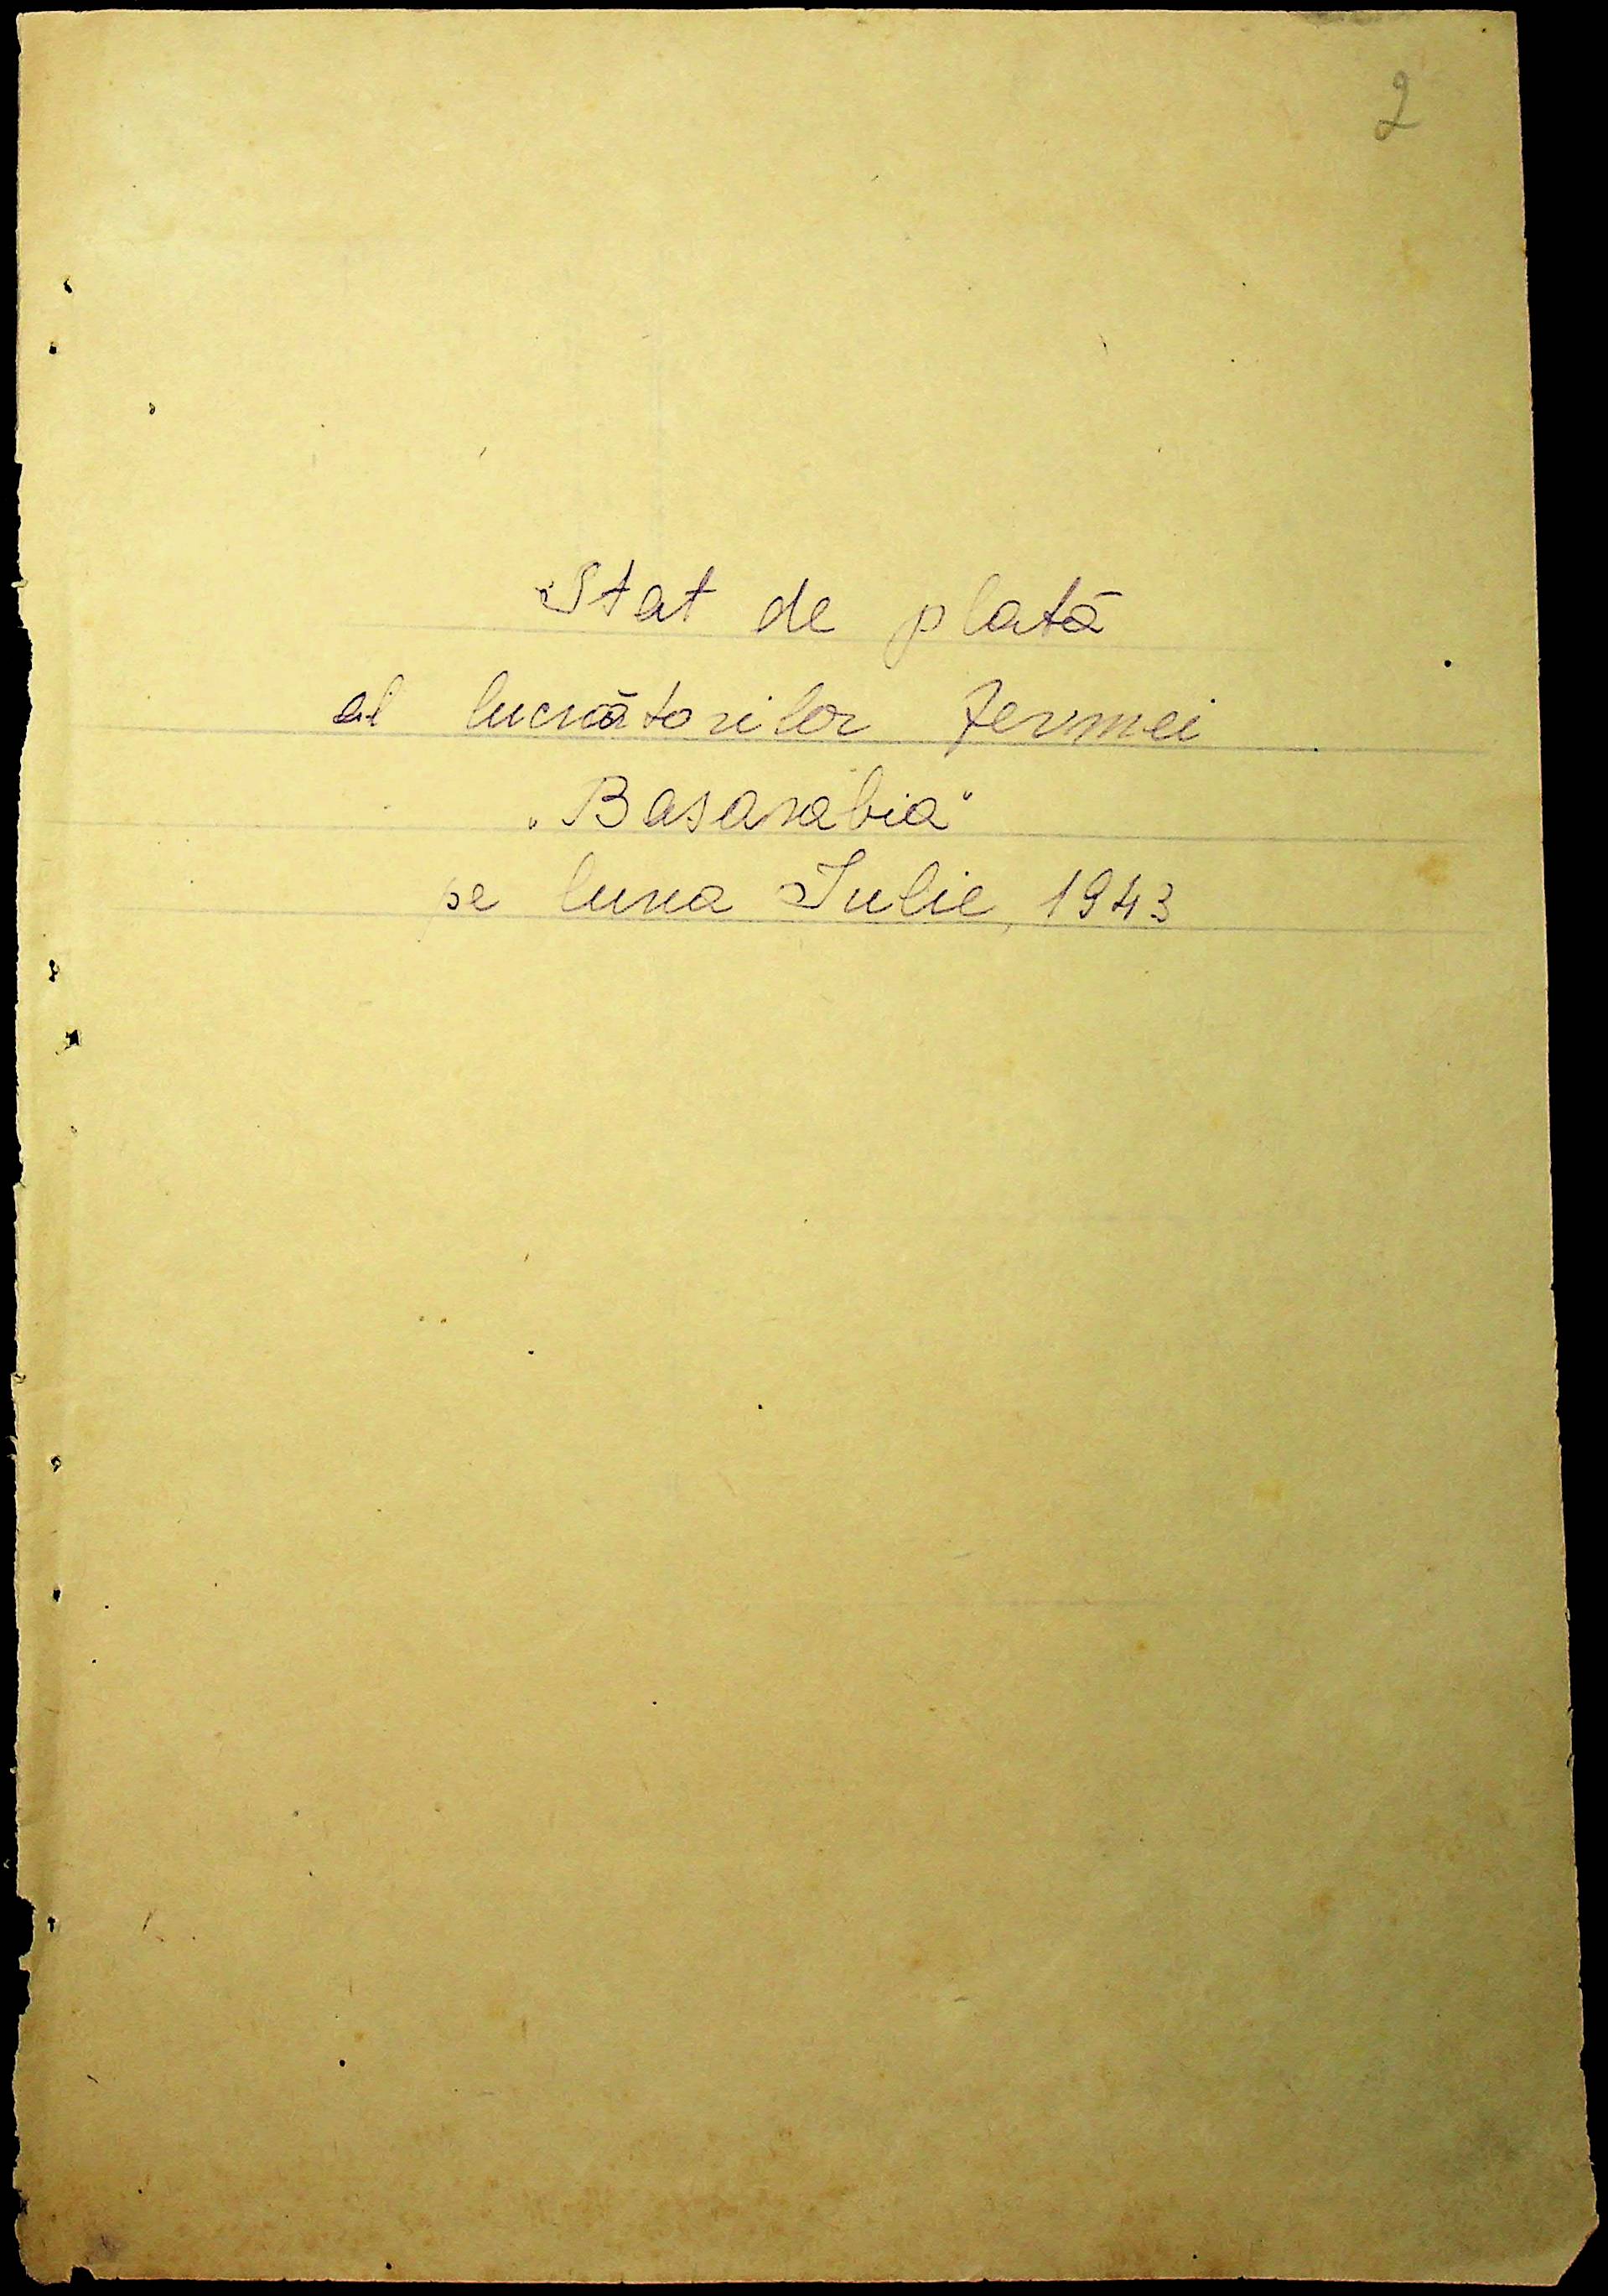 2
Stat de plată
al lucrătorilor fermei
„Basarabia"
pe luna Iulie, 1943